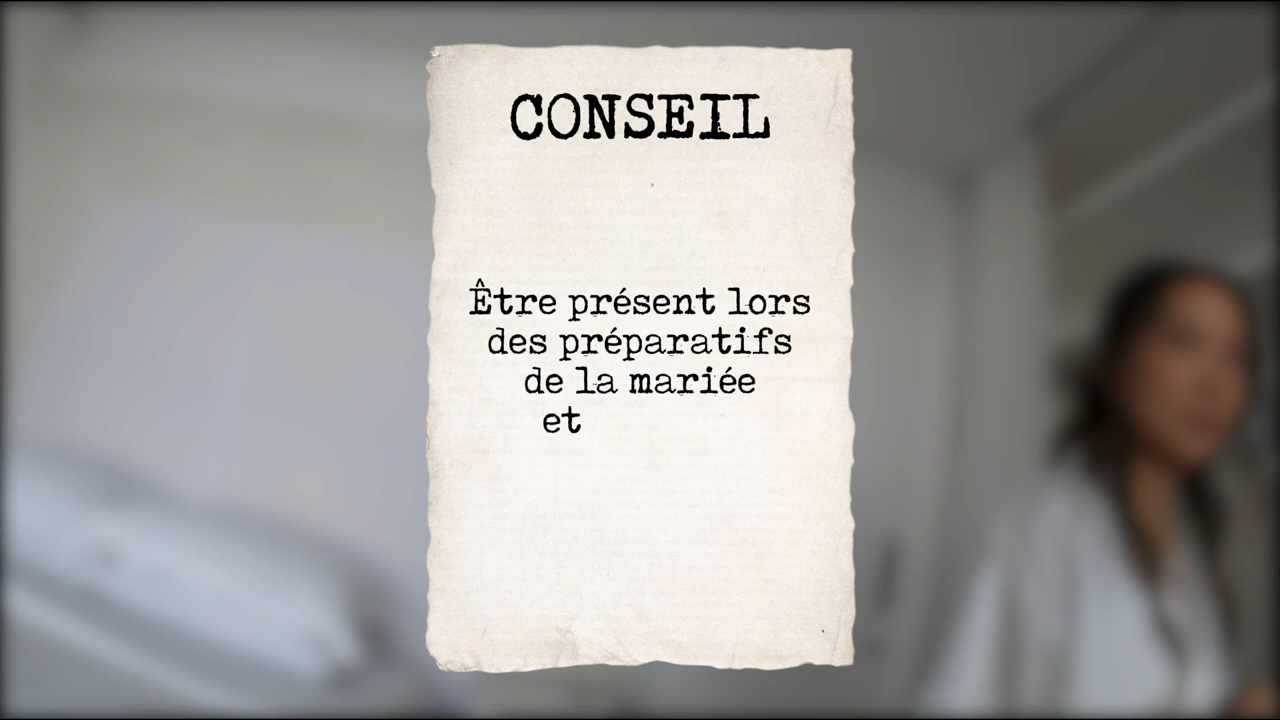 CONSEIL
Être présent lors
des préparatifs
de la mariée
et